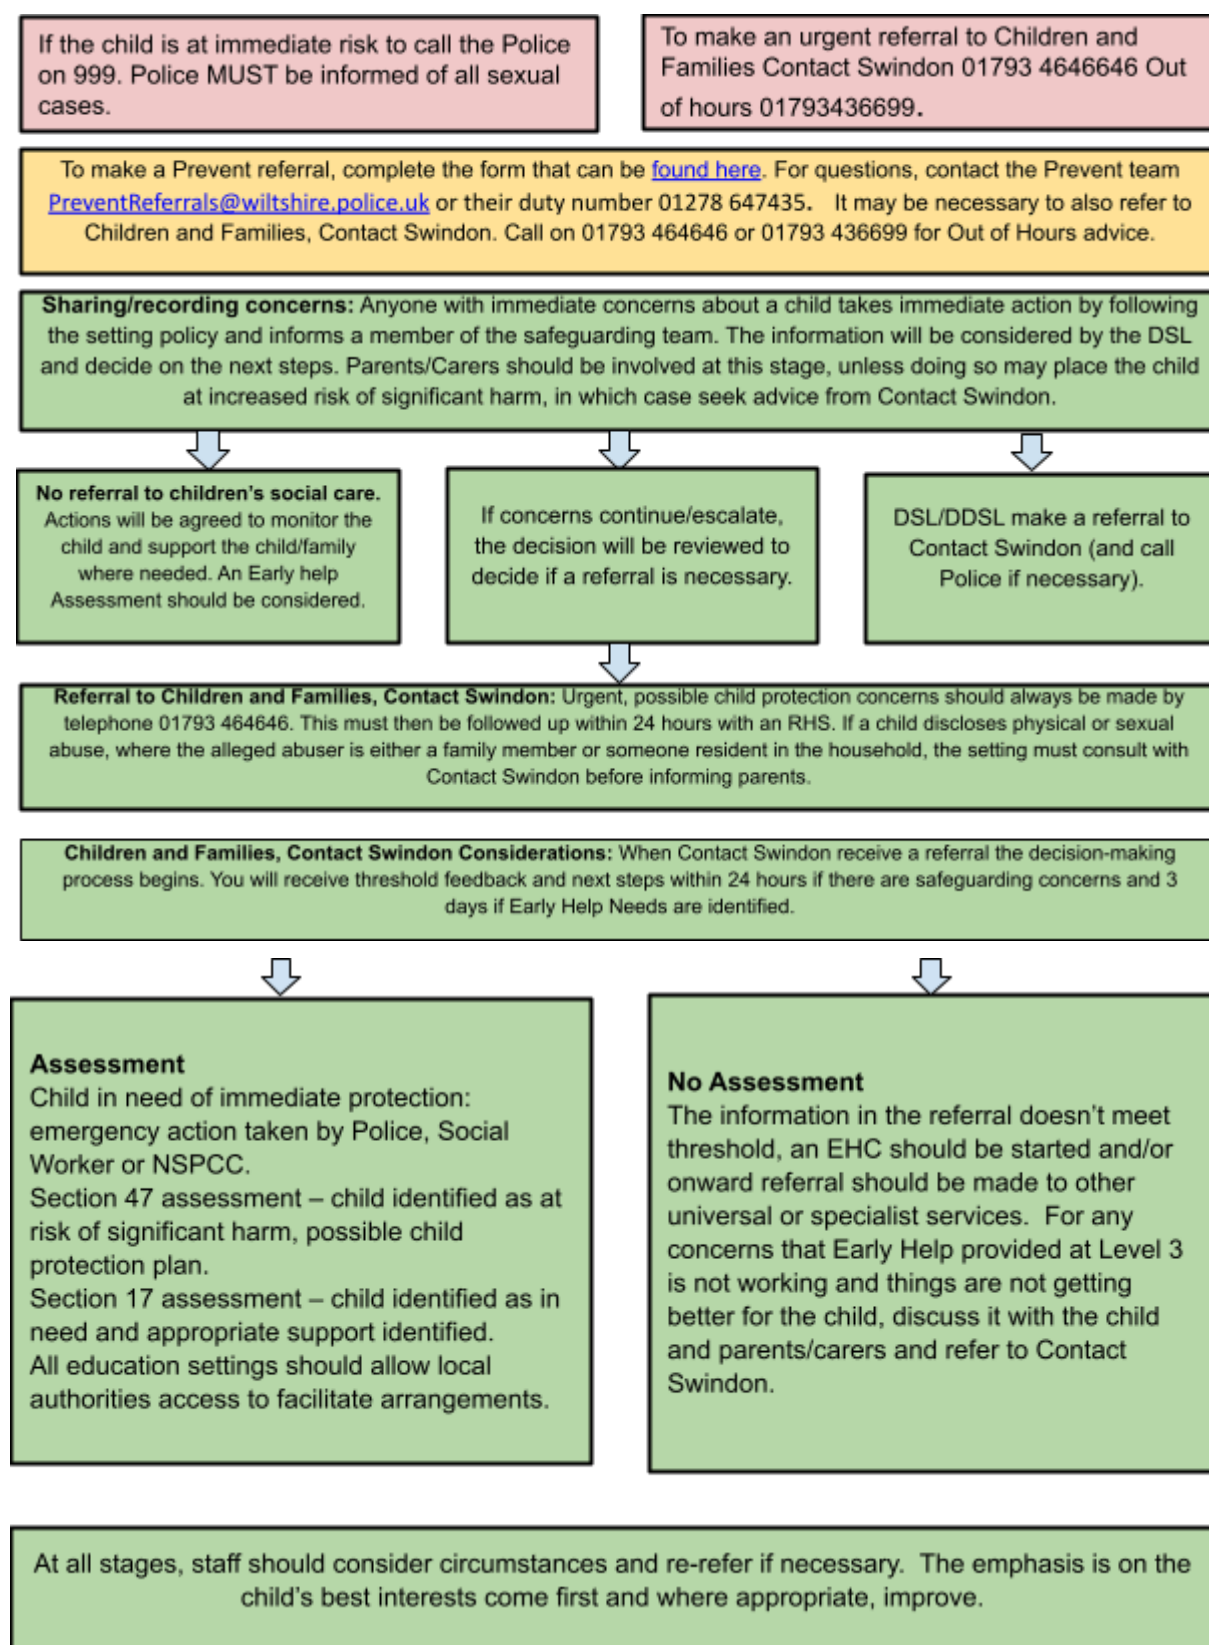 If the child is at immediate risk to call the Police
on 999. Police MUST be informed of all sexual
cases.
To make an urgent referral to Children and
Families Contact Swindon 01793 4646646 Out
of hours 01793436699.
To make a Prevent referral, complete the form that can be found here. For questions, contact the Prevent team
PreventReferrals@wiltshire.police.uk or their duty number 01278 647435. It may be necessary to also refer to
Children and Families, Contact Swindon. Call on 01793 464646 or 01793 436699 for Out of Hours advice.
Sharing/recording concerns: Anyone with immediate concerns about a child takes immediate action by following
the setting policy and informs a member of the safeguarding team. The information will be considered by the DSL
and decide on the next steps. Parents/Carers should be involved at this stage, unless doing so may place the child
at increased risk of significant harm, in which case seek advice from Contact Swindon.
No referral to children's social care.
Actions will be agreed to monitor the
child and support the child/family
where needed. An Early help
Assessment should be considered.
If concerns continue/escalate,
the decision will be reviewed to
decide if a referral is necessary.
DSL/DDSL make a referral to
Contact Swindon (and call
Police if necessary).
Referral to Children and Families, Contact Swindon: Urgent, possible child protection concerns should always be made by
telephone 01793 464646. This must then be followed up within 24 hours with an RHS. If a child discloses physical or sexual
abuse, where the alleged abuser is either a family member or someone resident in the household, the setting must consult with
Contact Swindon before informing parents.
Children and Families, Contact Swindon Considerations: When Contact Swindon receive a referral the decision-making
process begins. You will receive threshold feedback and next steps within 24 hours if there are safeguarding concerns and 3
days if Early Help Needs are identified.
Assessment
Child in need of immediate protection:
emergency action taken by Police, Social
Worker or NSPCC.
Section 47 assessment – child identified as at
risk of significant harm, possible child
protection plan.
Section 17 assessment – child identified as in
need and appropriate support identified.
All education settings should allow local
authorities access to facilitate arrangements.
No Assessment
The information in the referral doesn't meet
threshold, an EHC should be started and/or
onward referral should be made to other
universal or specialist services. For any
concerns that Early Help provided at Level 3
is not working and things are not getting
better for the child, discuss it with the child
and parents/carers and refer to Contact
Swindon.
At all stages, staff should consider circumstances and re-refer if necessary. The emphasis is on the
child's best interests come first and where appropriate, improve.